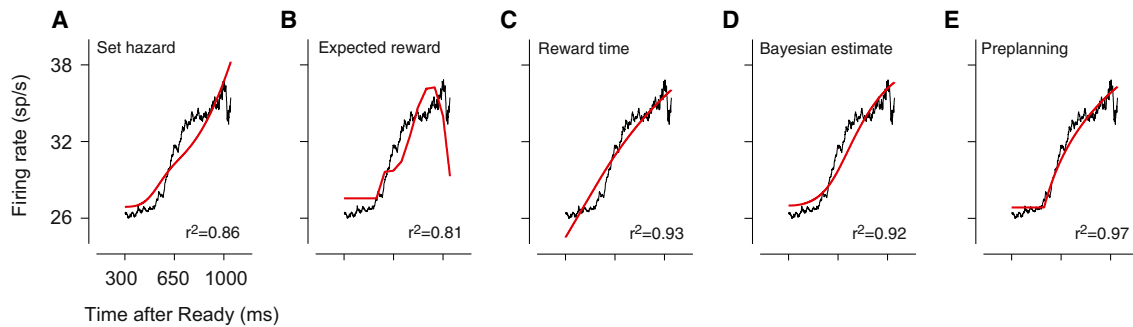 A B C D E
Set hazard Expected reward Reward time Bayesian estimate Preplanning
38
32
26
Firing rate (sp/s)
r²=0.86 r²=0.81 r²=0.93 r²=0.92 r²=0.97
300 650 1000
Time after Ready (ms)